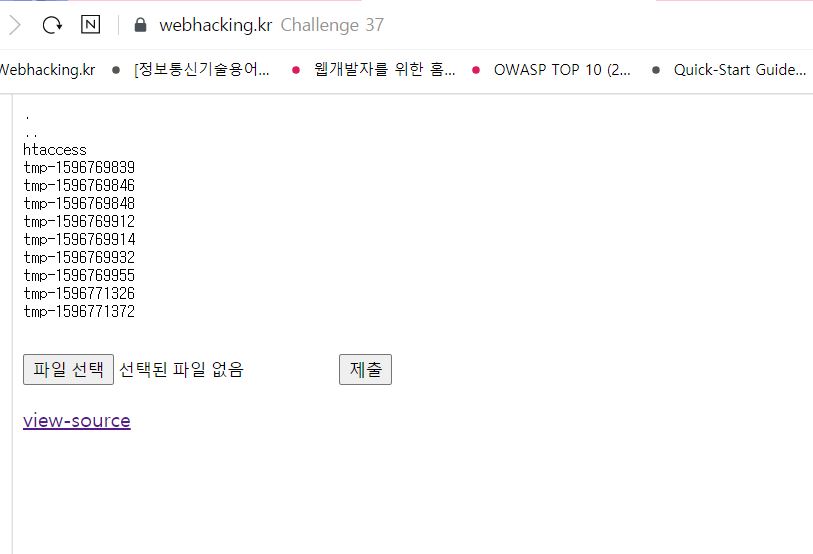 webhacking.kr Challenge 37
Webhacking.kr [정보통신기술용어... 웹개발자를 위한 홈... OWASP TOP 10 (2... Quick-Start Guide...
.
..
htaccess
tmp-1596769839
tmp-1596769846
tmp-1596769848
tmp-1596769912
tmp-1596769914
tmp-1596769932
tmp-1596769955
tmp-1596771326
tmp-1596771372
파일 선택 선택된 파일 없음 제출
view-source